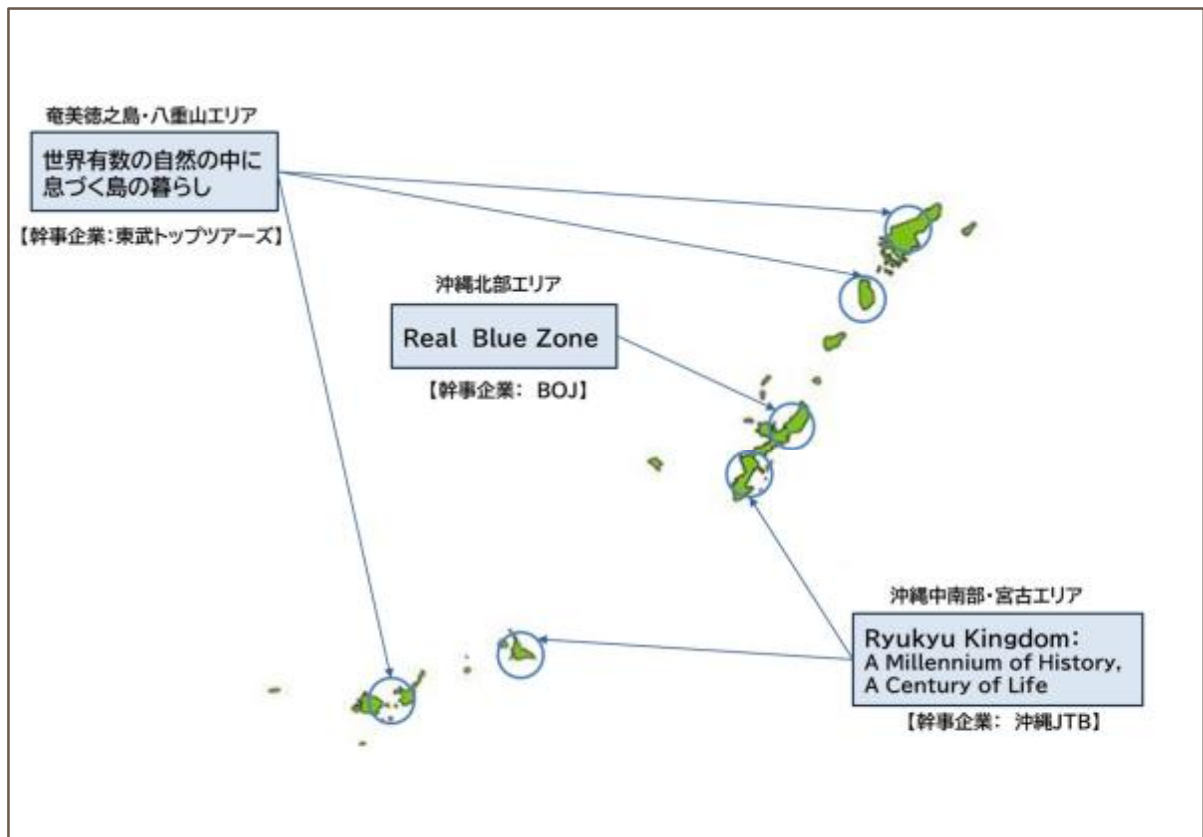 奄美徳之島・八重山エリア
世界有数の自然の中に
息づく島の暮らし
【幹事企業:東武トップツアーズ】
沖縄北部エリア
Real Blue Zone
【幹事企業: BOJ】
沖縄中南部・宮古エリア
Ryukyu Kingdom:
A Millennium of History,
A Century of Life
【幹事企業: 沖縄JTB】